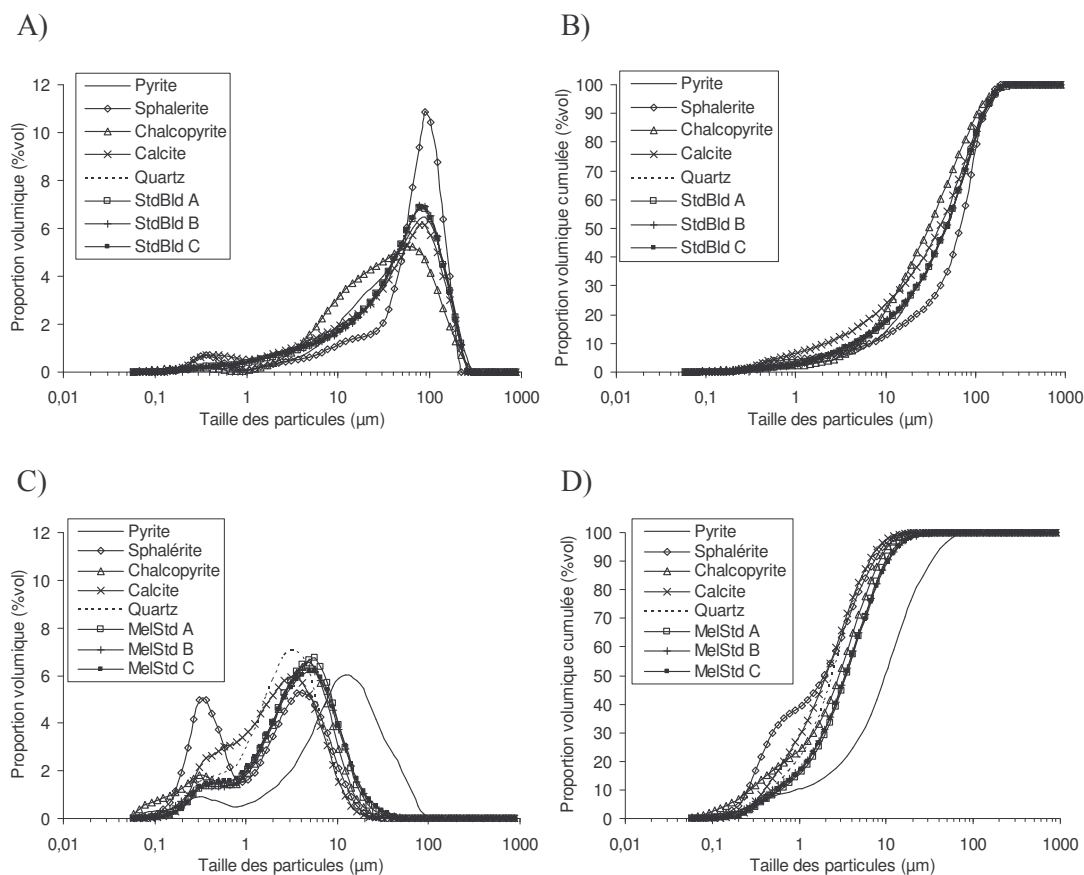 A)
12
10
8
6
4
2
0
Proportion volumique (%vol)
Pyrite
Sphalerite
Chalcopyrite
Calcite
Quartz
StdBld A
StdBld B
StdBld C
0,01 0,1 1 10 100 1000
Taille des particules (µm)
B)
100
90
80
70
60
50
40
30
20
10
0
Proportion volumique cumulée (%vol)
Pyrite
Sphalerite
Chalcopyrite
Calcite
Quartz
StdBld A
StdBld B
StdBld C
0,01 0,1 1 10 100 1000
Taille des particules (µm)
C)
12
10
8
6
4
2
0
Proportion volumique (%vol)
Pyrite
Sphalérite
Chalcopyrite
Calcite
Quartz
MelStd A
MelStd B
MelStd C
0,01 0,1 1 10 100 1000
Taille des particules (µm)
D)
100
90
80
70
60
50
40
30
20
10
0
Proportion volumique cumulée (%vol)
Pyrite
Sphalérite
Chalcopyrite
Calcite
Quartz
MelStd A
MelStd B
MelStd C
0,01 0,1 1 10 100 1000
Taille des particules (µm)